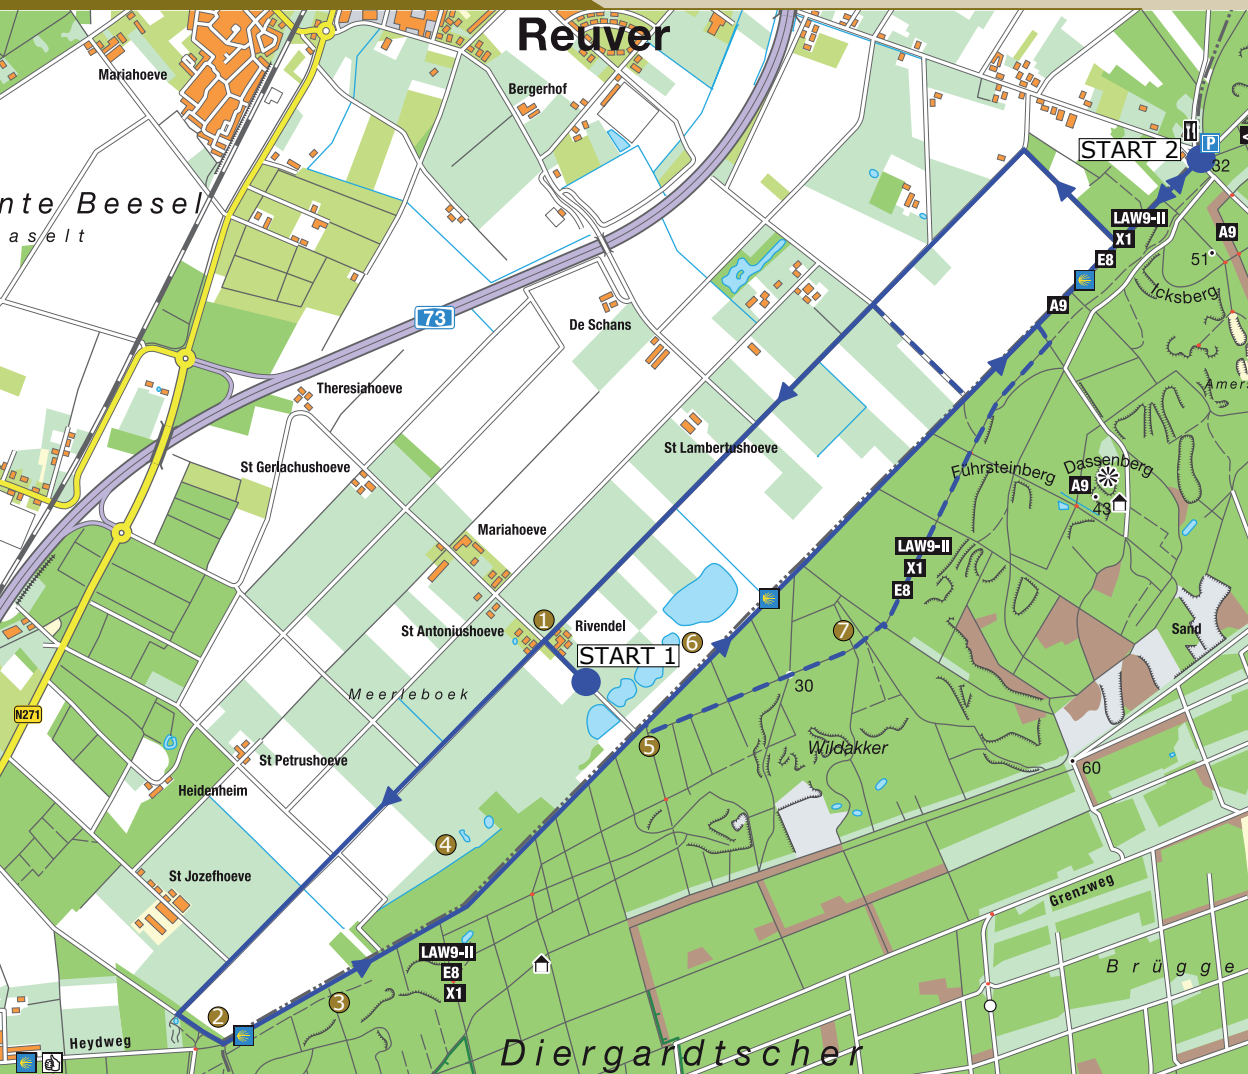 Reuver
Mariahoeve
Bergerhof
START 2
P
32
nte Beesel
aselt
LAW9-II
X1
A9
E8
51
Icksberg
A9
73
De Schans
Theresiahoeve
St Lambertushoeve
St Gerlachushoeve
Führsteinberg
Dassenberg
A9
43
Mariahoeve
LAW9-II
X1
E8
1
Rivendel
St Antoniushoeve
START 1
6
7
Sand
30
Meerleboek
N271
5
Wildakker
St Petrushoeve
60
Heidenheim
4
St Jozefhoeve
Grenzweg
LAW9-II
E8
X1
Brügge
3
2
Heydweg
Diergardtscher